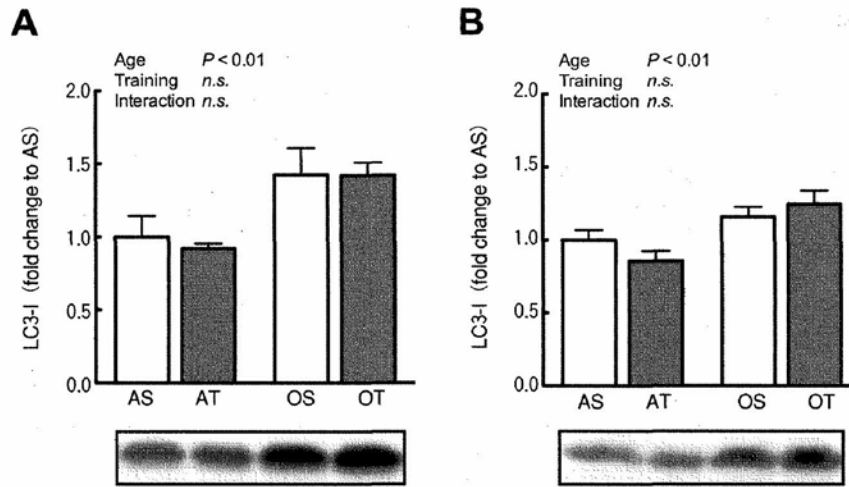 A
Age P < 0.01
Training n.s.
Interaction n.s.
LC3-I (fold change to AS)
2.0
1.5
1.0
0.5
0.0
AS AT OS OT
B
Age P < 0.01
Training n.s.
Interaction n.s.
LC3-I (fold change to AS)
2.0
1.5
1.0
0.5
0.0
AS AT OS OT